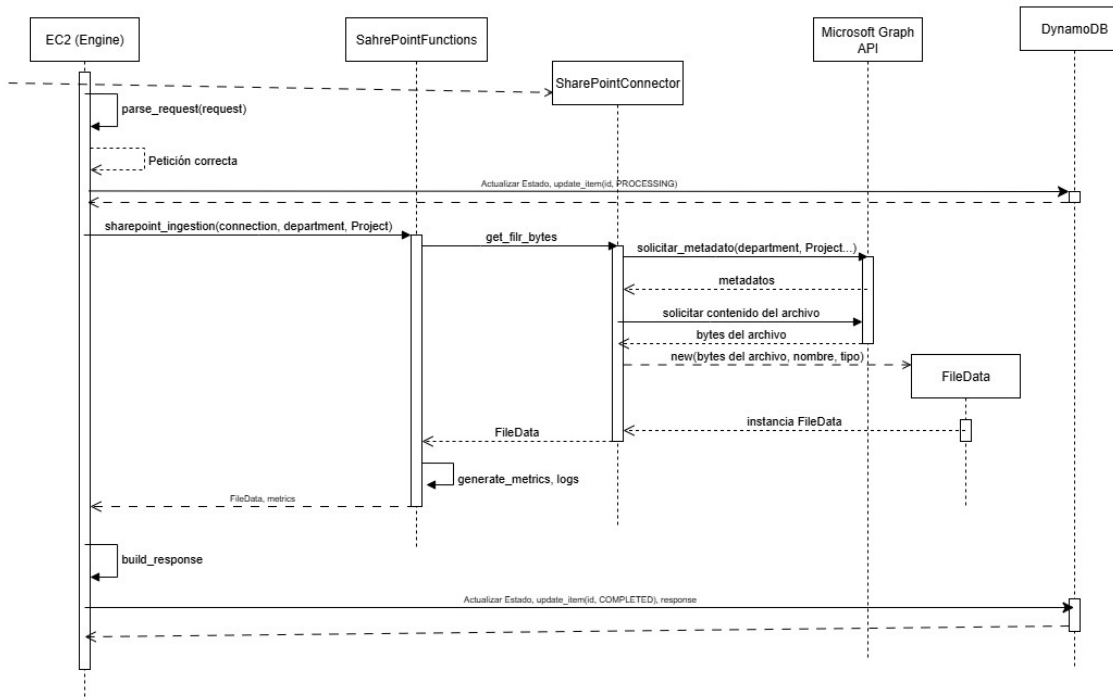 EC2 (Engine)
SahrePointFunctions
Microsoft Graph
API
DynamoDB
SharePointConnector
parse_request(request)
Petición correcta
Actualizar Estado, update_item(id, PROCESSING)
sharepoint_ingestion(connection, department, Project)
get_filr_bytes
solicitar_metadato(department, Project...)
metadatos
solicitar contenido del archivo
bytes del archivo
new(bytes del archivo, nombre, tipo)
FileData
instancia FileData
FileData
generate_metrics, logs
FileData, metrics
build_response
Actualizar Estado, update_item(id, COMPLETED), response